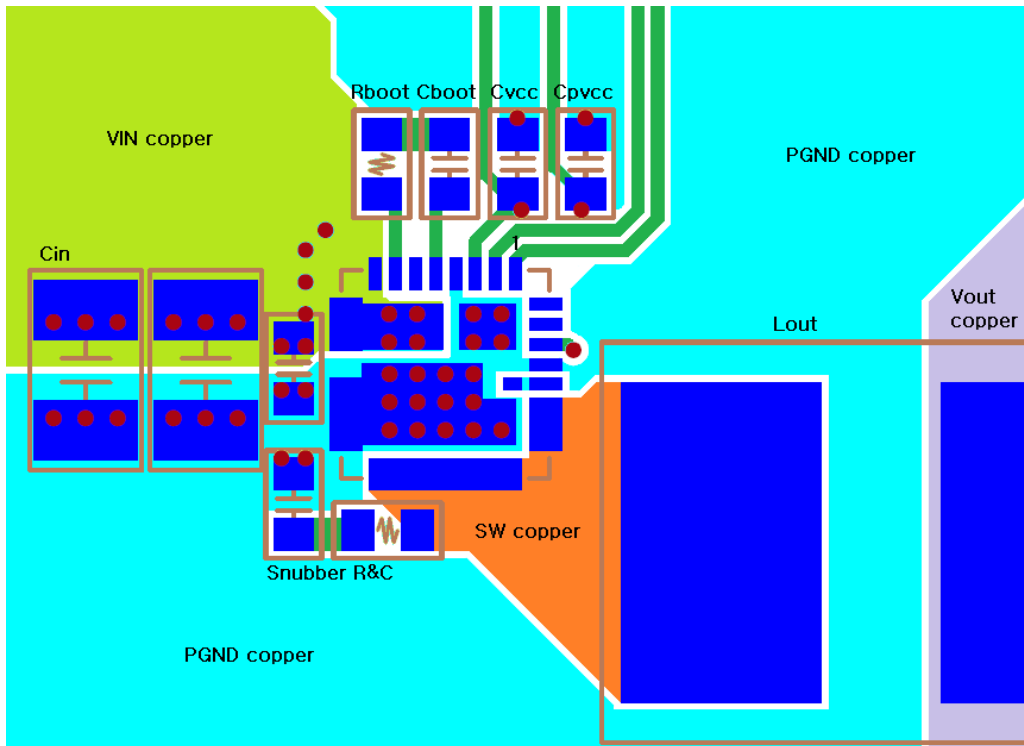 Rboot Cboot Cvcc Cpvcc
VIN copper
PGND copper
1
Cin
Vout
copper
Lout
SW copper
Snubber R&C
PGND copper